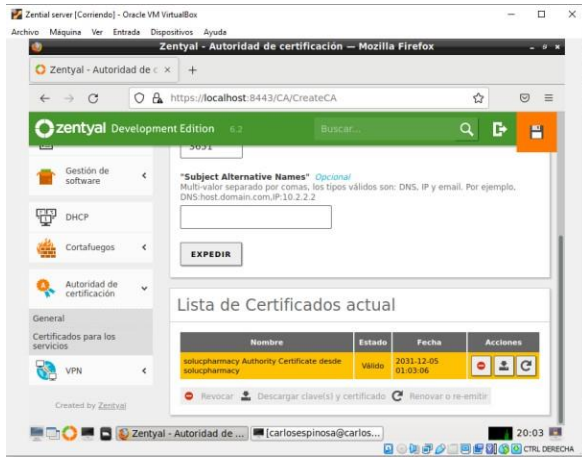 Zential server [Corriendo] - Oracle VM VirtualBox
Archivo Máquina Ver Entrada Dispositivos Ayuda
Zentyal - Autoridad de certificación — Mozilla Firefox
Zentyal - Autoridad de c
https://localhost:8443/CA/CreateCA
zentyal Development Edition 6.2
Buscar...
3651
Gestión de
software
DHCP
Cortafuegos
Autoridad de
certificación
General
Certificados para los
servicios
VPN
Created by Zentyal
"Subject Alternative Names" Opcional
Multi-valor separado por comas, los tipos válidos son: DNS, IP y email. Por ejemplo,
DNS:host.domain.com,IP:10.2.2.2
EXPEDIR
Lista de Certificados actual
Nombre Estado Fecha Acciones
solucpharmacy Authority Certificate desde
solucpharmacy
Válido
2031-12-05
01:03:06
Revocar Descargar clave(s) y certificado Renovar o re-emitir
Zentyal - Autoridad de ... [carlosespinosa@carlos... 20:03
CTRL DERECHA